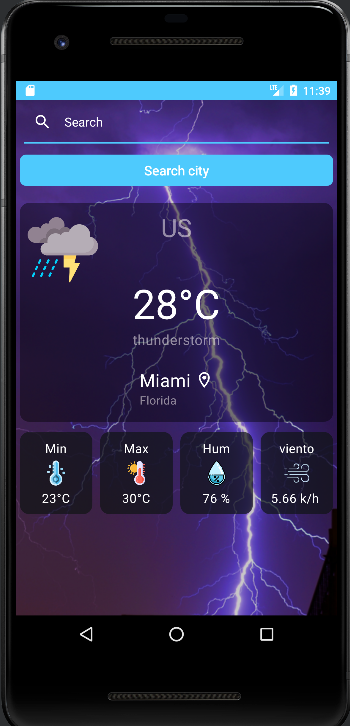 LTE 11:39
Search
Search city
US
28°C
thunderstorm
Miami
Florida
Min Max Hum viento
23°C 30°C 76 % 5.66 k/h